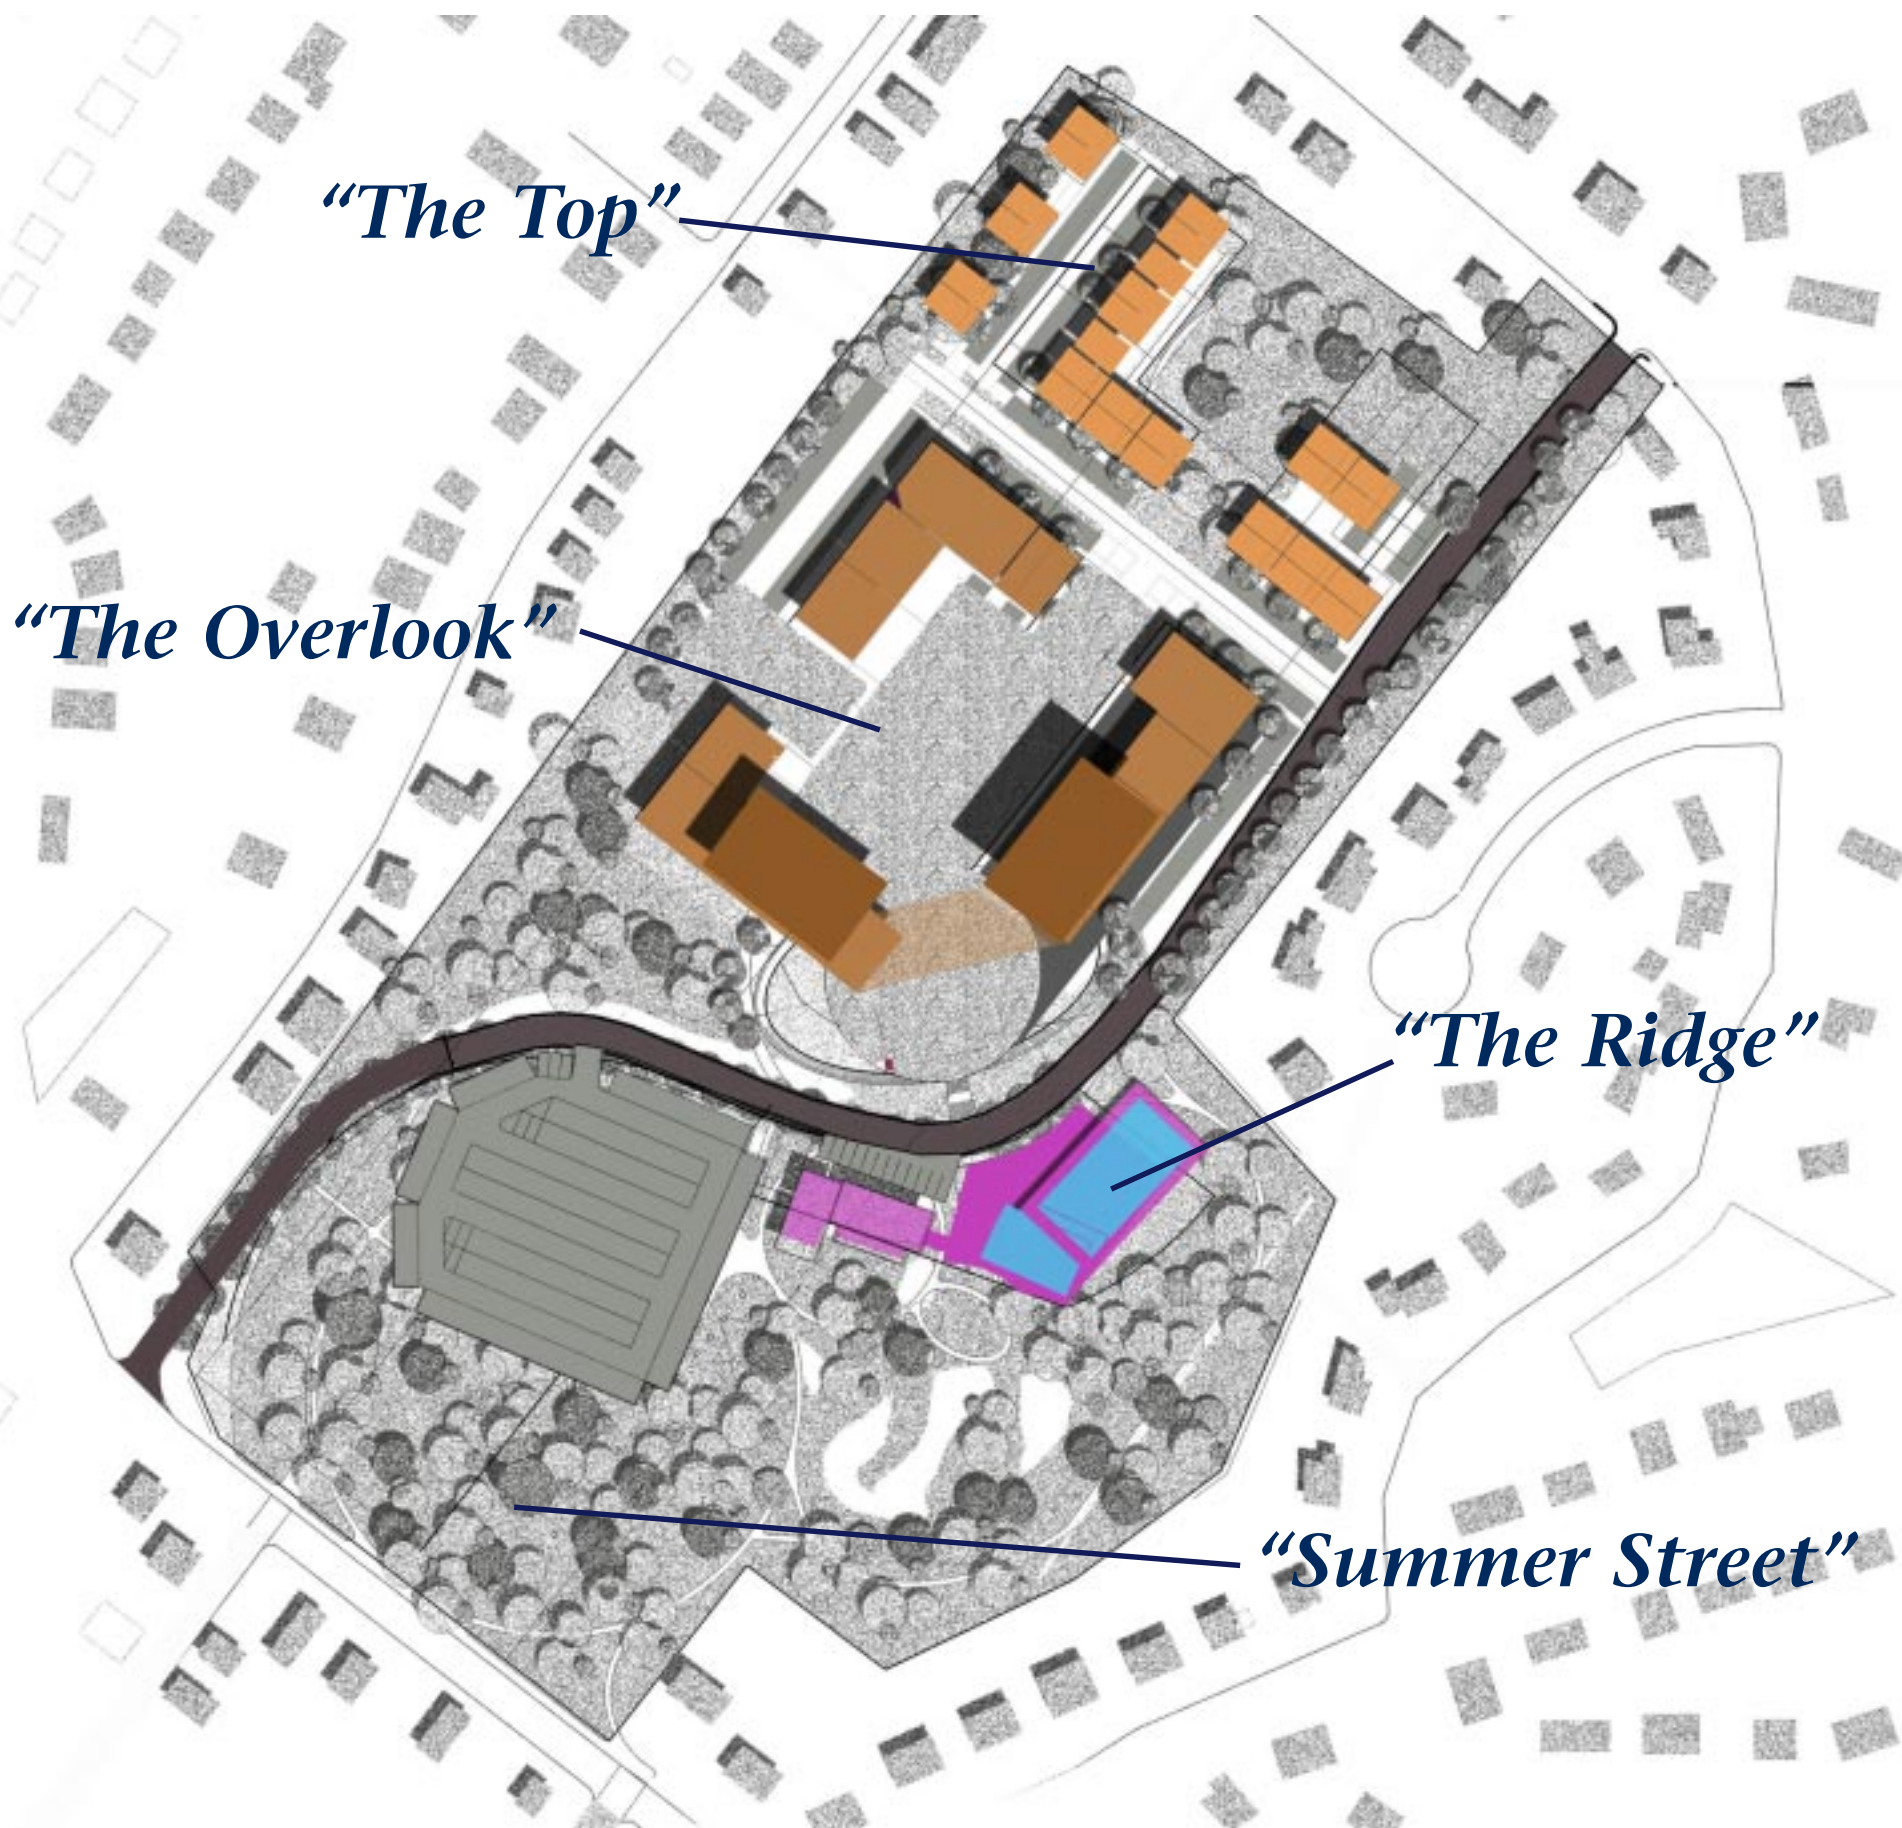 “The Top”
“The Overlook”
“The Ridge”
“Summer Street”